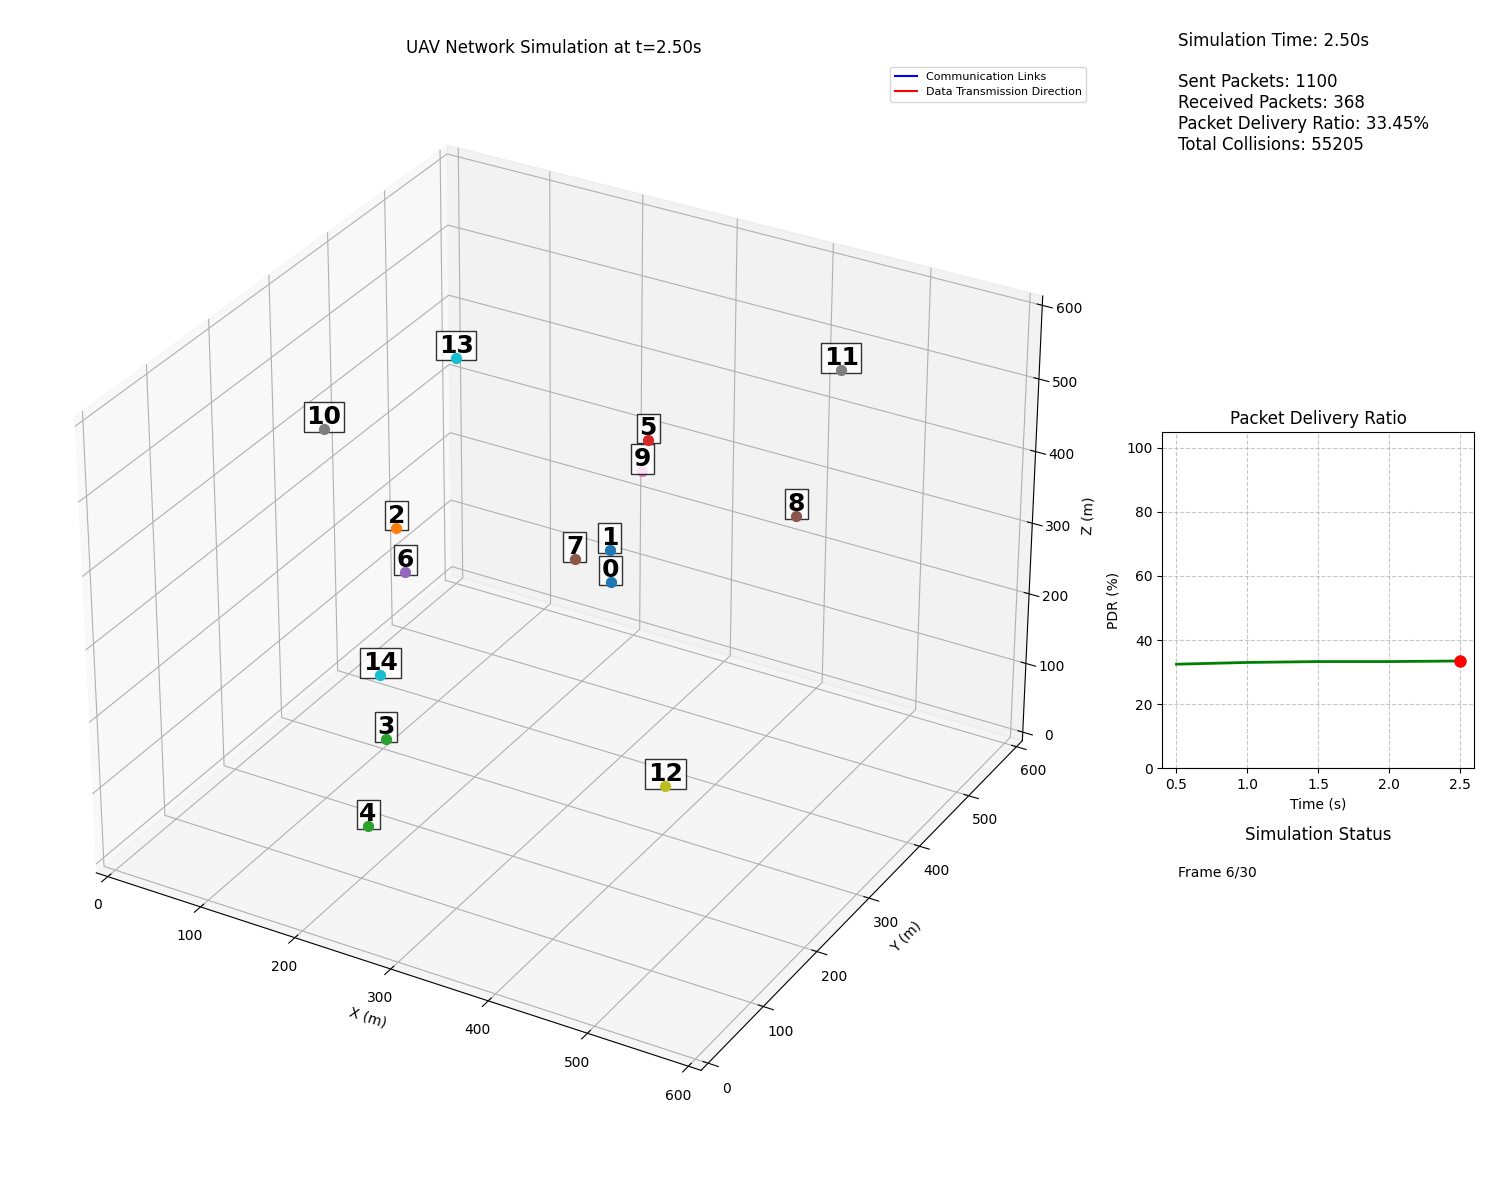 UAV Network Simulation at t=2.50s
Communication Links
Data Transmission Direction
Simulation Time: 2.50s
Sent Packets: 1100
Received Packets: 368
Packet Delivery Ratio: 33.45%
Total Collisions: 55205
13
11
10
5
9
8
2
1
7
6
0
14
3
12
4
600
500
400
300
200
100
0
Z (m)
0
100
200
300
400
500
600
X (m)
0
100
200
300
400
500
600
Y (m)
Packet Delivery Ratio
100
80
60
40
20
0
PDR (%)
0.5
1.0
1.5
2.0
2.5
Time (s)
Simulation Status
Frame 6/30